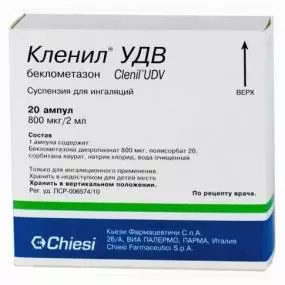 Кленил® УДВ
беклометазон Clenil®UDV
Суспензия для ингаляций
ВЕРХ
20 ампул
800 мкг/2 мл
Состав
1 ампула содержит:
Беклометазона дипропионат 800 мкг, полисорбат 20,
сорбитана лаурат, натрия хлорид, вода очищенная
Только для ингаляционного применения.
Хранить в недоступном для детей месте
Хранить в вертикальном положении.
Рег. уд. ЛСР-006574/10
По рецепту врача.
Chiesi
Кьези Фармацевтичи С.п.А.
26/А, ВИА ПАЛЕРМО, ПАРМА, Италия
Chiesi Farmaceutici S.p.A.